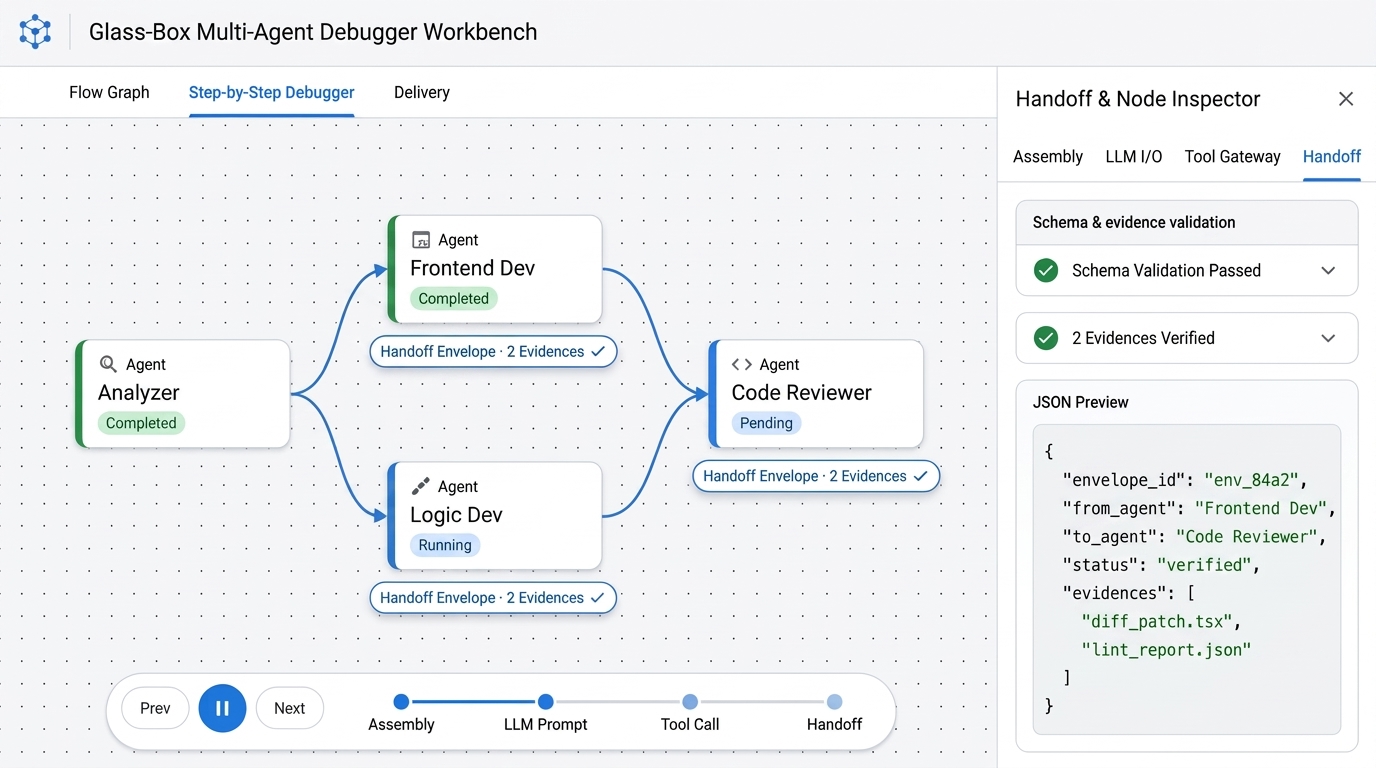 Glass-Box Multi-Agent Debugger Workbench
Flow Graph
Step-by-Step Debugger
Delivery
Agent
Analyzer
Completed
Agent
Frontend Dev
Completed
Handoff Envelope · 2 Evidences ✓
Agent
Logic Dev
Running
Handoff Envelope · 2 Evidences ✓
Agent
Code Reviewer
Pending
Handoff Envelope · 2 Evidences ✓
Prev
Next
Assembly
LLM Prompt
Tool Call
Handoff
Handoff & Node Inspector
Assembly
LLM I/O
Tool Gateway
Handoff
Schema & evidence validation
Schema Validation Passed
2 Evidences Verified
JSON Preview
{
"envelope_id": "env_84a2",
"from_agent": "Frontend Dev",
"to_agent": "Code Reviewer",
"status": "verified",
"evidences": [
"diff_patch.tsx",
"lint_report.json"
]
}